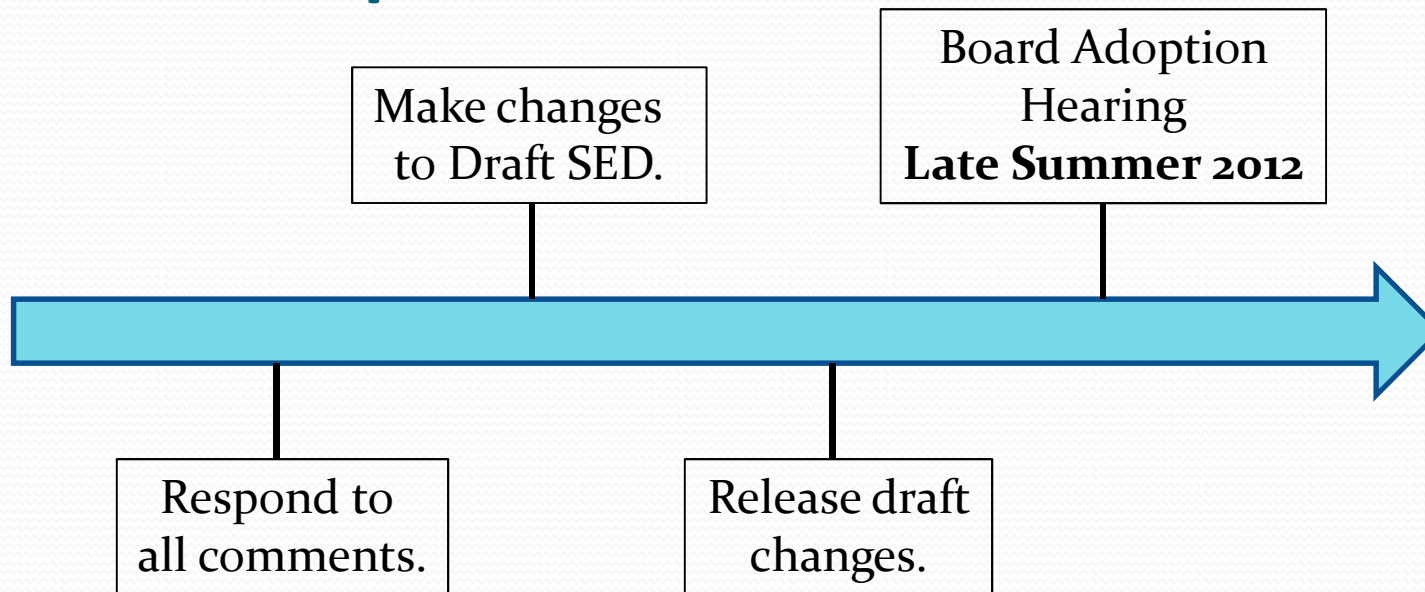 Make changes
to Draft SED.
Board Adoption
Hearing
Late Summer 2012
Respond to
all comments.
Release draft
changes.